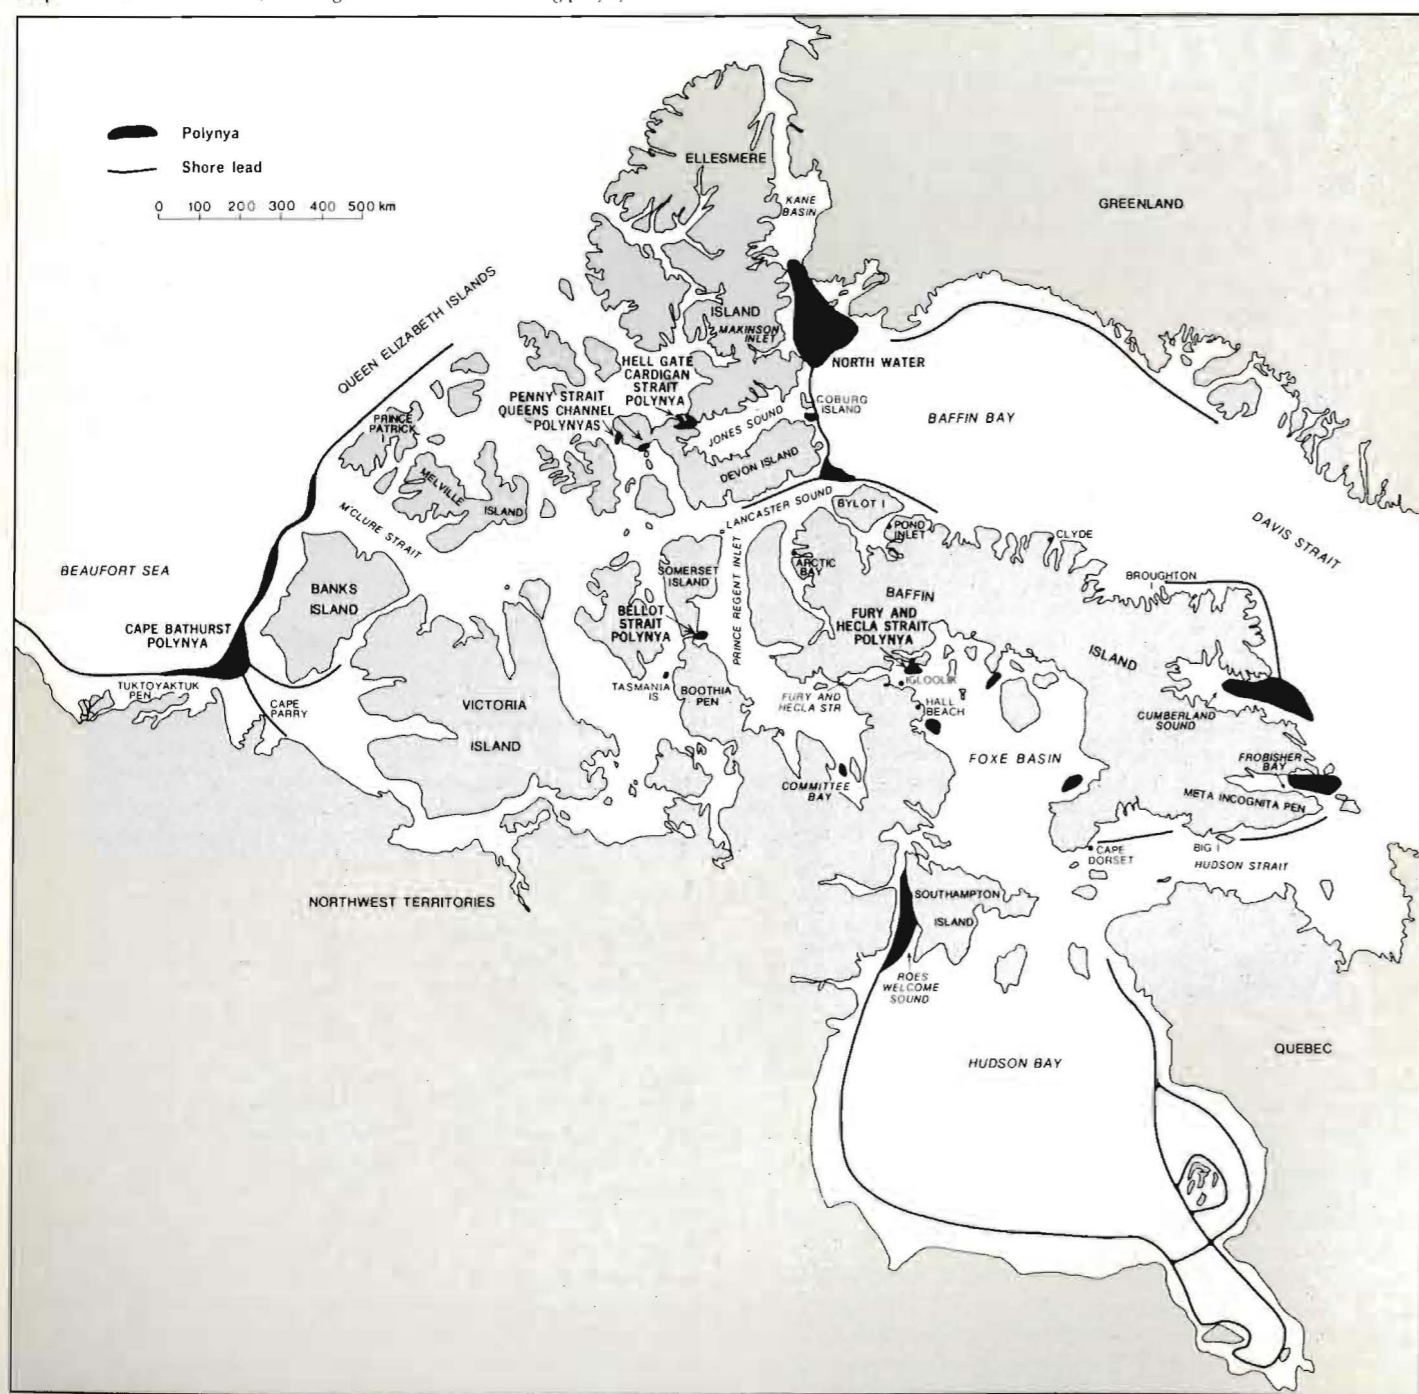 Polynya
Shore lead
0 100 200 300 400 500 km
ELLESMERE
KANE
BASIN
GREENLAND
QUEEN ELIZABETH ISLANDS
ISLAND
MAKINSON
INLET
HELL GATE
CARDIGAN
STRAIT
POLYNYA
NORTH WATER
PENNY STRAIT
QUEENS CHANNEL
POLYNYAS
COBURG
ISLAND
PRINCE
PATRICK
JONES SOUND
BAFFIN BAY
DEVON ISLAND
MELVILLE
ISLAND
M'CLURE STRAIT
LANCASTER SOUND
BYLOT I
POND
INLET
CLYDE
DAVIS STRAIT
BEAUFORT SEA
BANKS
ISLAND
SOMERSET
ISLAND
PRINCE REGENT INLET
ARCTIC
BAY
BROUGHTON
I
BAFFIN
BELLOT
STRAIT
POLYNYA
FURY AND
HECLA STRAIT
POLYNYA
CAPE BATHURST
POLYNYA
ISLAND
TUKTOYAKTUK
PEN
CAPE
PARRY
TASMANIA
IS
BOOTHIA
PEN
FURY AND
HECLA STR
IGLOOLIK
HALL
BEACH
VICTORIA
ISLAND
CUMBERLAND
SOUND
FOXE BASIN
FROBISHER
BAY
COMMITTEE
BAY
META INCOGNITA PEN
CAPE
DORSET
BIG I
HUDSON STRAIT
NORTHWEST TERRITORIES
SOUTHAMPTON
ISLAND
ROES
WELCOME
SOUND
QUEBEC
HUDSON BAY